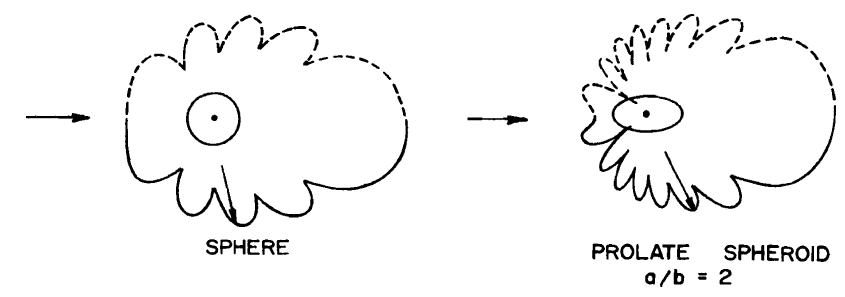 SPHERE
PROLATE SPHEROID
a/b = 2